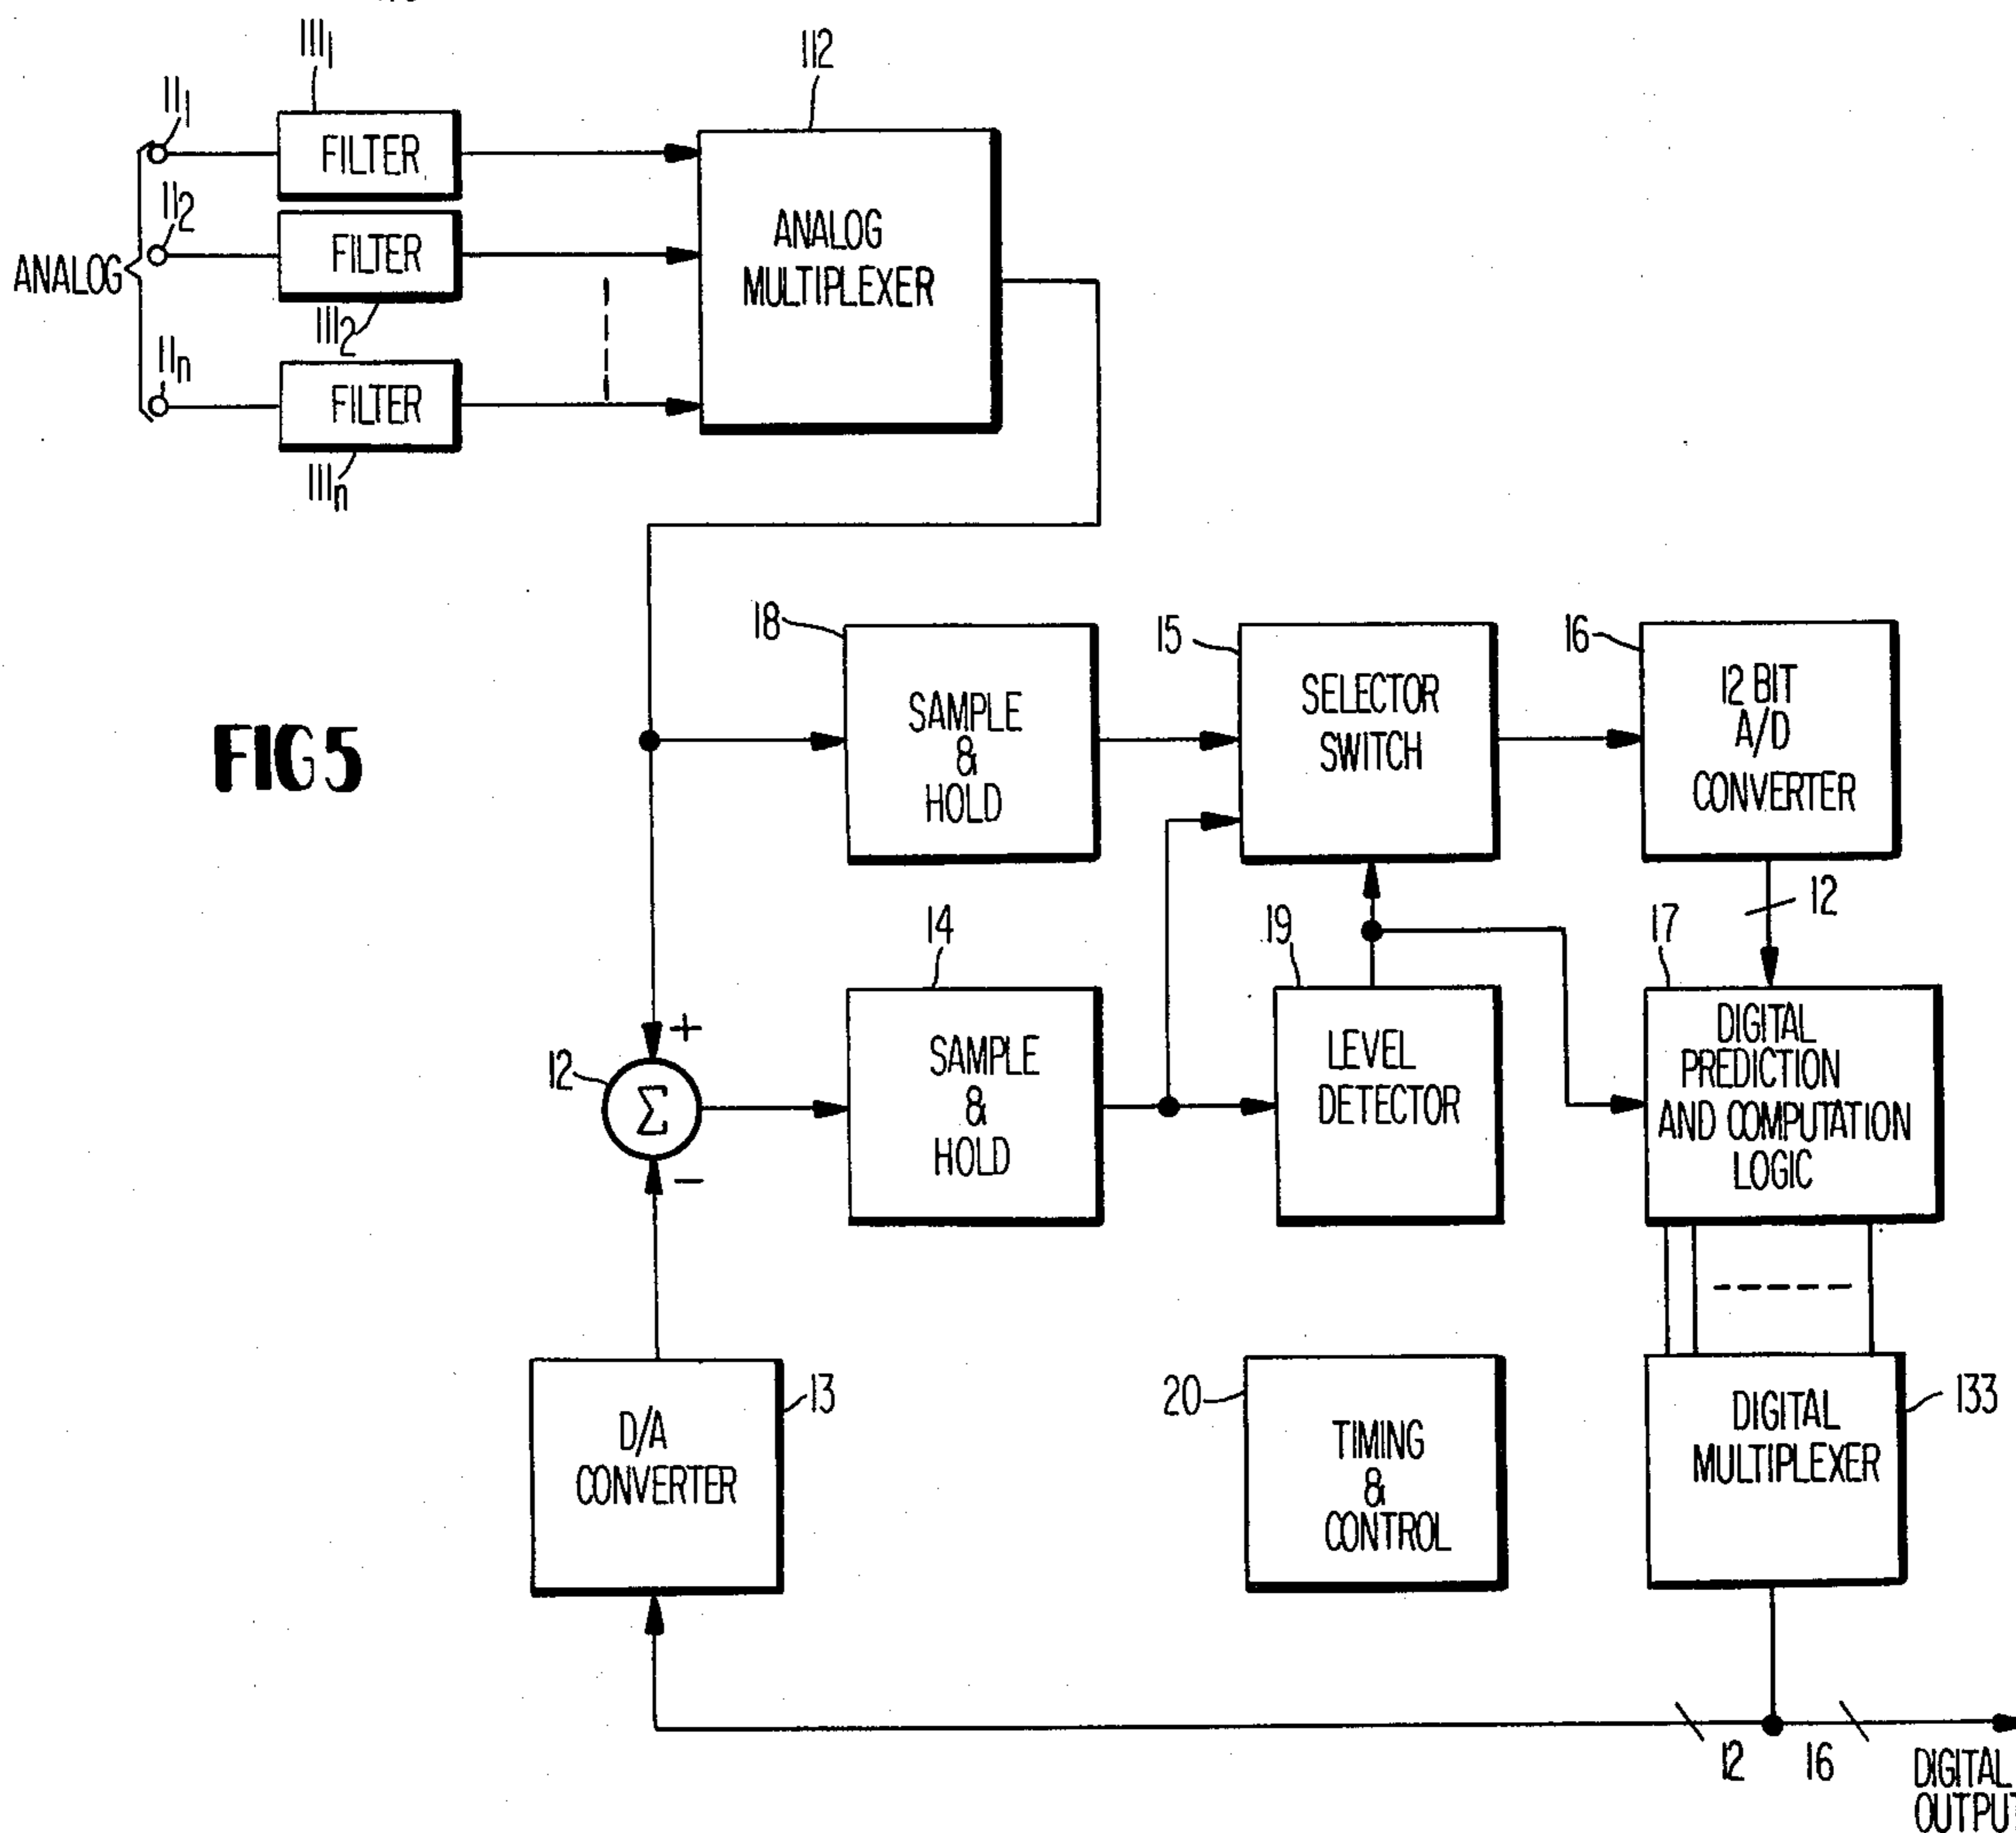 111₁
112
11₁
FILTER
11₂
FILTER
ANALOG
MULTIPLEXER
ANALOG
111₂
11n
FILTER
111n
18
15
16
SAMPLE
&
HOLD
SELECTOR
SWITCH
12 BIT
A/D
CONVERTER
FIG 5
12
14
19
17
+
12
Σ
−
SAMPLE
&
HOLD
LEVEL
DETECTOR
DIGITAL
PREDICTION
AND COMPUTATION
LOGIC
13
D/A
CONVERTER
20
TIMING
&
CONTROL
133
DIGITAL
MULTIPLEXER
12
16
DIGITAL
OUTPUT